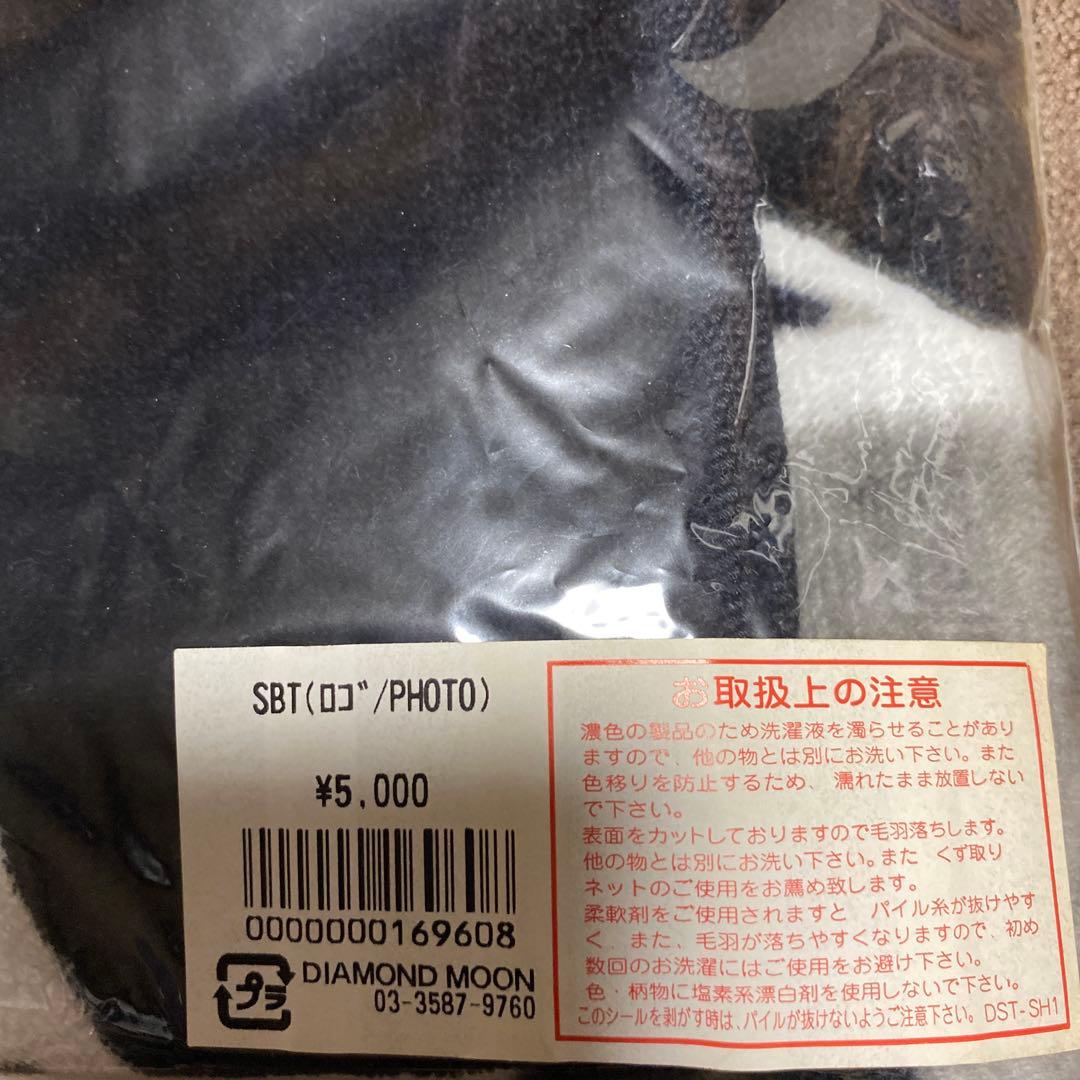 SBT(ﾛｺﾞ/PHOTO)
¥5,000
0000000169608
プラ
DIAMOND MOON
03-3587-9760
お取扱上の注意
濃色の製品のため洗濯液を濁らせることがあり
ますので、他の物とは別にお洗い下さい。また
色移りを防止するため、濡れたまま放置しない
で下さい。
表面をカットしておりますので毛羽落ちします。
他の物とは別にお洗い下さい。また くず取り
ネットのご使用をお薦め致します。
柔軟剤をご使用されますと パイル糸が抜けやす
く、また、毛羽が落ちやすくなりますので、初め
数回のお洗濯にはご使用をお避け下さい。
色・柄物に塩素系漂白剤を使用しないで下さい。
このシールを剥がす時は、パイルが抜けないようご注意下さい。DST-SH1